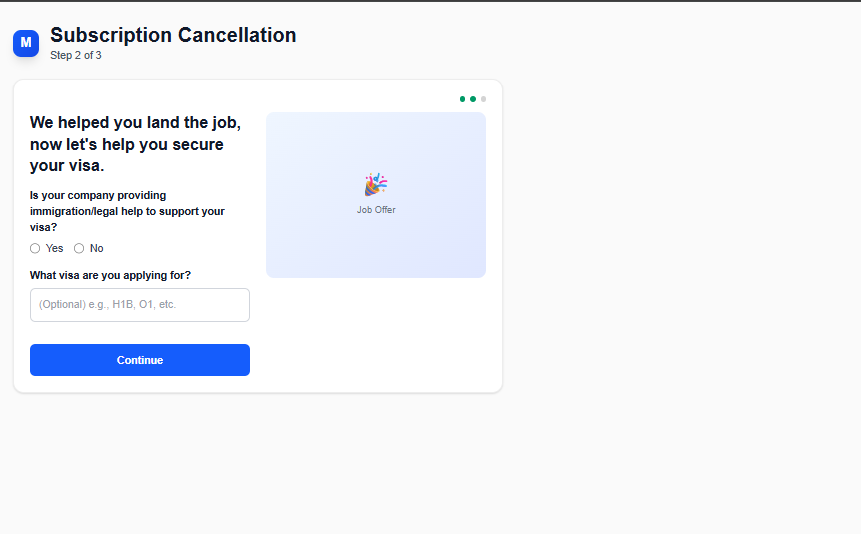 M
Subscription Cancellation
Step 2 of 3
We helped you land the job,
now let's help you secure
your visa.
Is your company providing
immigration/legal help to support your
visa?
Yes No
What visa are you applying for?
(Optional) e.g., H1B, O1, etc.
Continue
Job Offer